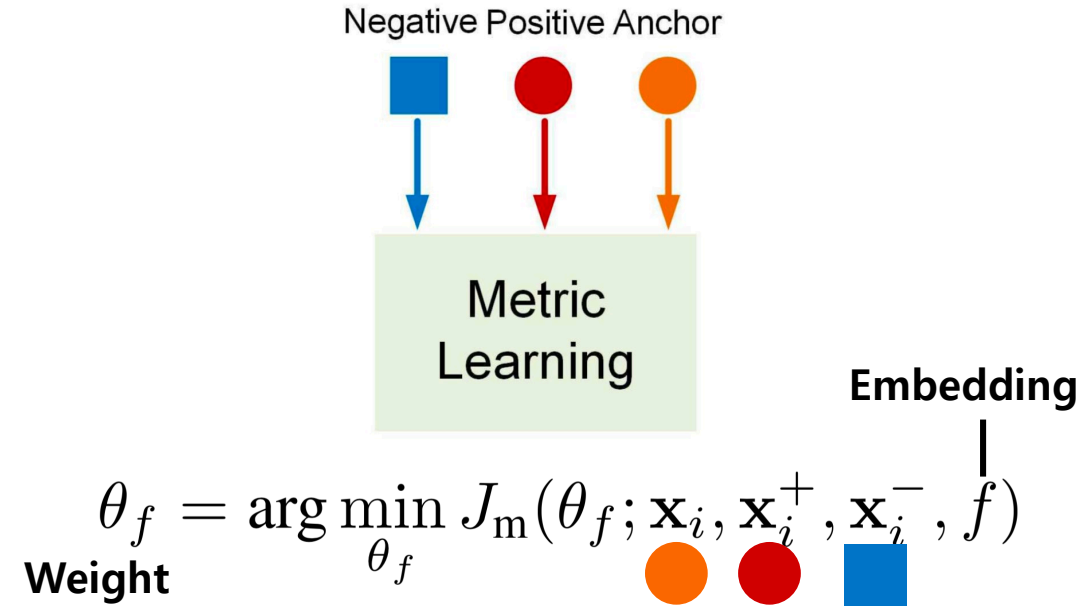 Negative Positive Anchor
Metric
Learning
Embedding
θ_f = arg min_{θ_f} J_m(θ_f; x_i, x_i^+, x_i^-, f)
Weight